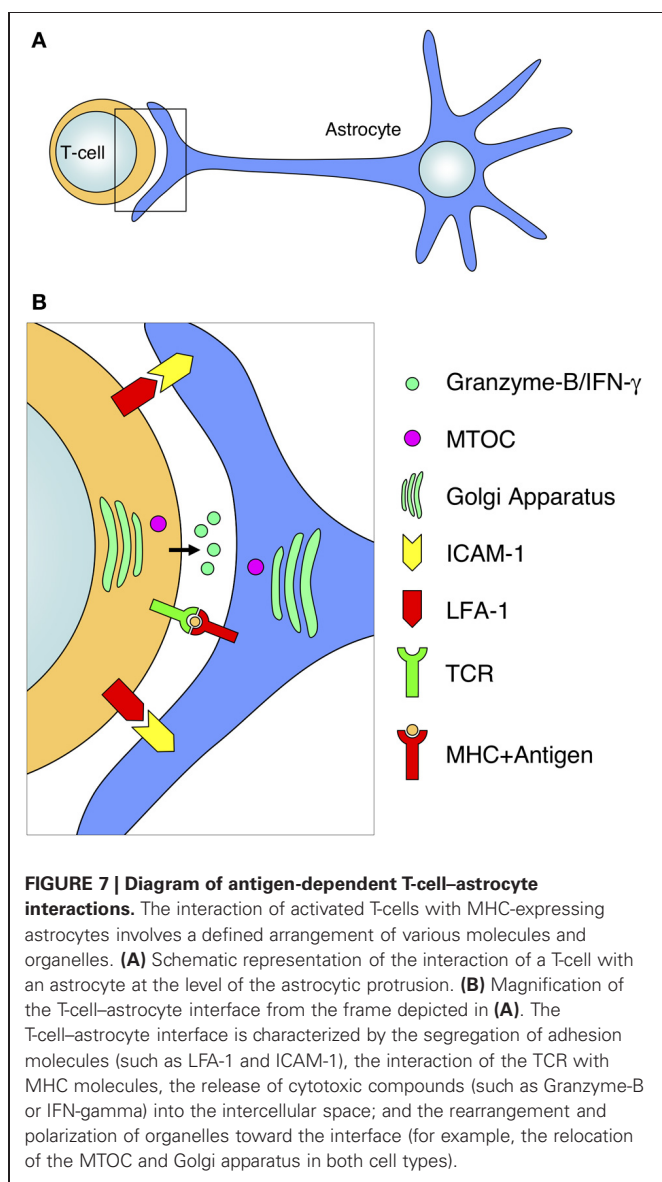 A
T-cell
Astrocyte
B
Granzyme-B/IFN-γ
MTOC
Golgi Apparatus
ICAM-1
LFA-1
TCR
MHC+Antigen
FIGURE 7 | Diagram of antigen-dependent T-cell–astrocyte
interactions. The interaction of activated T-cells with MHC-expressing
astrocytes involves a defined arrangement of various molecules and
organelles. (A) Schematic representation of the interaction of a T-cell with
an astrocyte at the level of the astrocytic protrusion. (B) Magnification of
the T-cell–astrocyte interface from the frame depicted in (A). The
T-cell–astrocyte interface is characterized by the segregation of adhesion
molecules (such as LFA-1 and ICAM-1), the interaction of the TCR with
MHC molecules, the release of cytotoxic compounds (such as Granzyme-B
or IFN-gamma) into the intercellular space; and the rearrangement and
polarization of organelles toward the interface (for example, the relocation
of the MTOC and Golgi apparatus in both cell types).